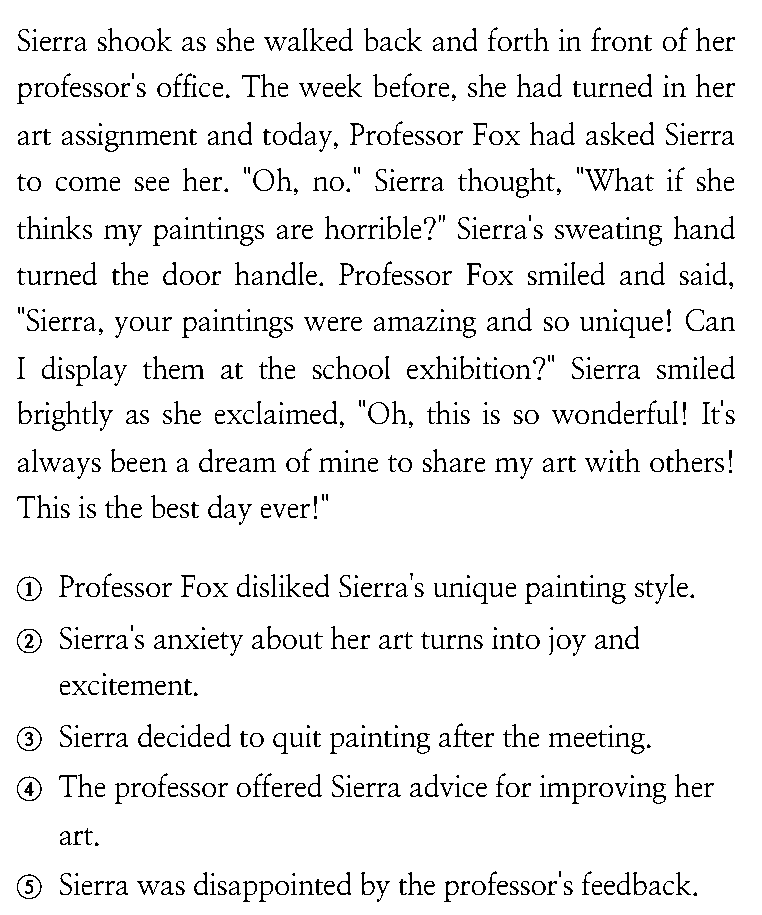 Sierra shook as she walked back and forth in front of her
professor's office. The week before, she had turned in her
art assignment and today, Professor Fox had asked Sierra
to come see her. "Oh, no." Sierra thought, "What if she
thinks my paintings are horrible?" Sierra's sweating hand
turned the door handle. Professor Fox smiled and said,
"Sierra, your paintings were amazing and so unique! Can
I display them at the school exhibition?" Sierra smiled
brightly as she exclaimed, "Oh, this is so wonderful! It's
always been a dream of mine to share my art with others!
This is the best day ever!"
① Professor Fox disliked Sierra's unique painting style.
② Sierra's anxiety about her art turns into joy and
excitement.
③ Sierra decided to quit painting after the meeting.
④ The professor offered Sierra advice for improving her
art.
⑤ Sierra was disappointed by the professor's feedback.